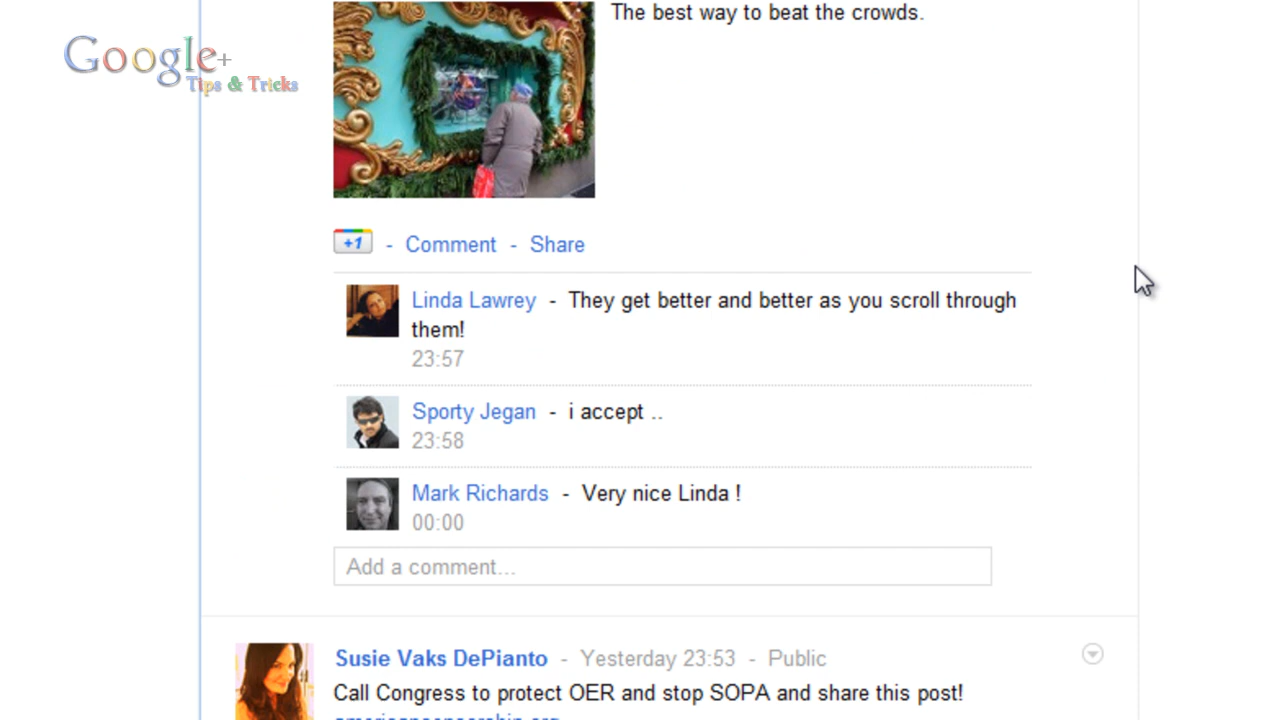 The best way to beat the crowds.
Google+
Tips & Tricks
+1 - Comment - Share
Linda Lawrey - They get better and better as you scroll through
them!
23:57
Sporty Jegan - i accept ..
23:58
Mark Richards - Very nice Linda !
00:00
Add a comment...
Susie Vaks DePianto - Yesterday 23:53 - Public
Call Congress to protect OER and stop SOPA and share this post!
americancensorship.org